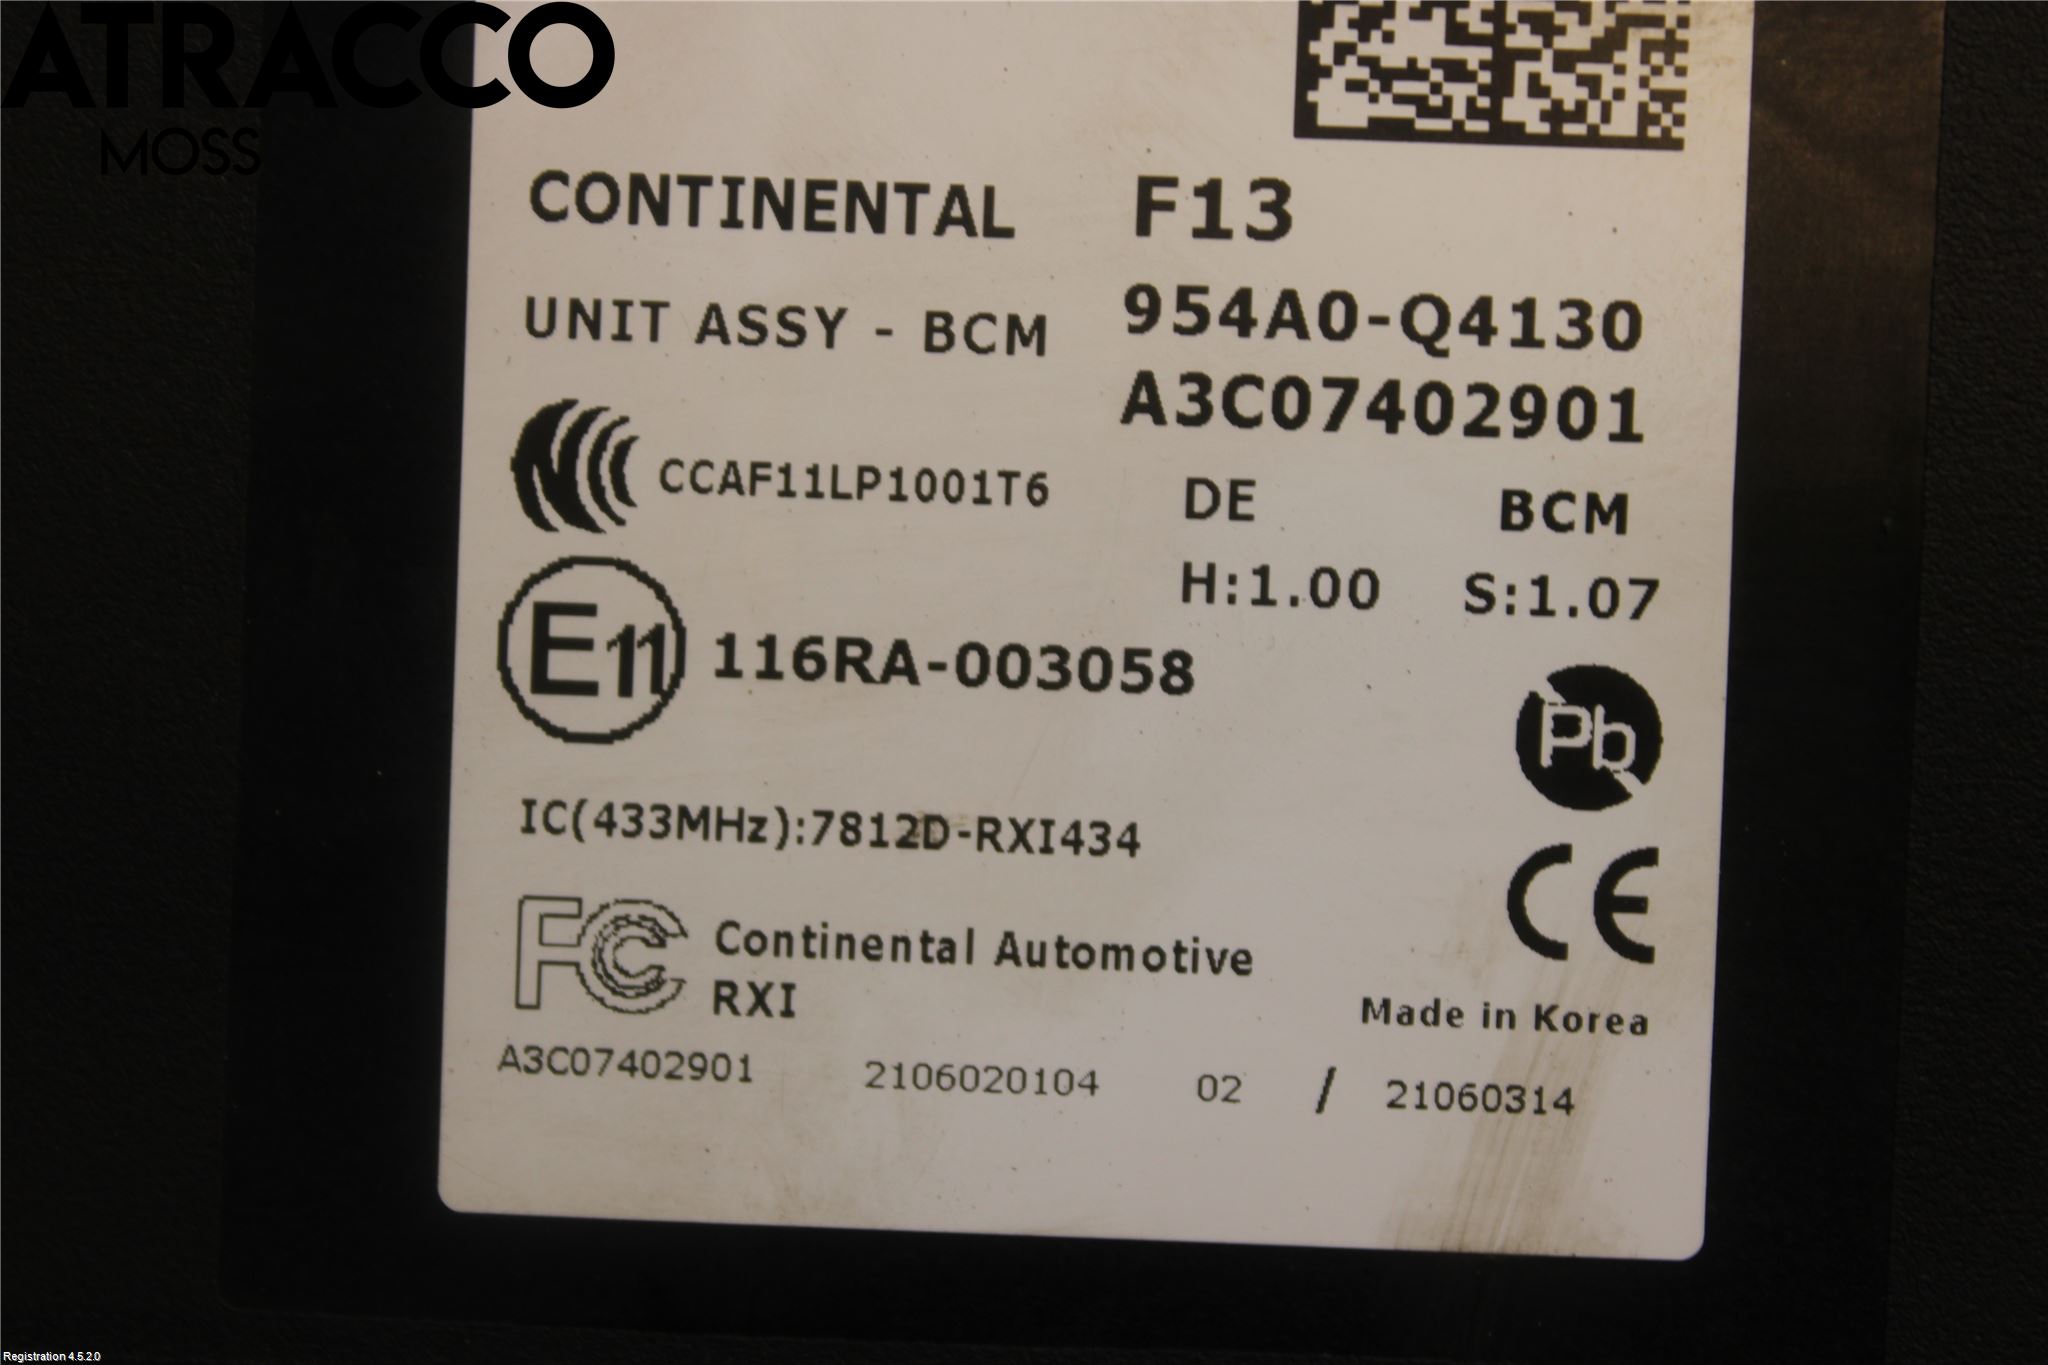 ATRACCO
MOSS
CONTINENTAL F13
UNIT ASSY - BCM 954A0-Q4130
A3C07402901
CCAF11LP1001T6 DE BCM
H:1.00 S:1.07
E11 116RA-003058
Pb
IC(433MHz):7812D-RXI434
CE
FC Continental Automotive
RXI
Made in Korea
A3C07402901 2106020104 02 / 21060314
Registration 4.5.2.0